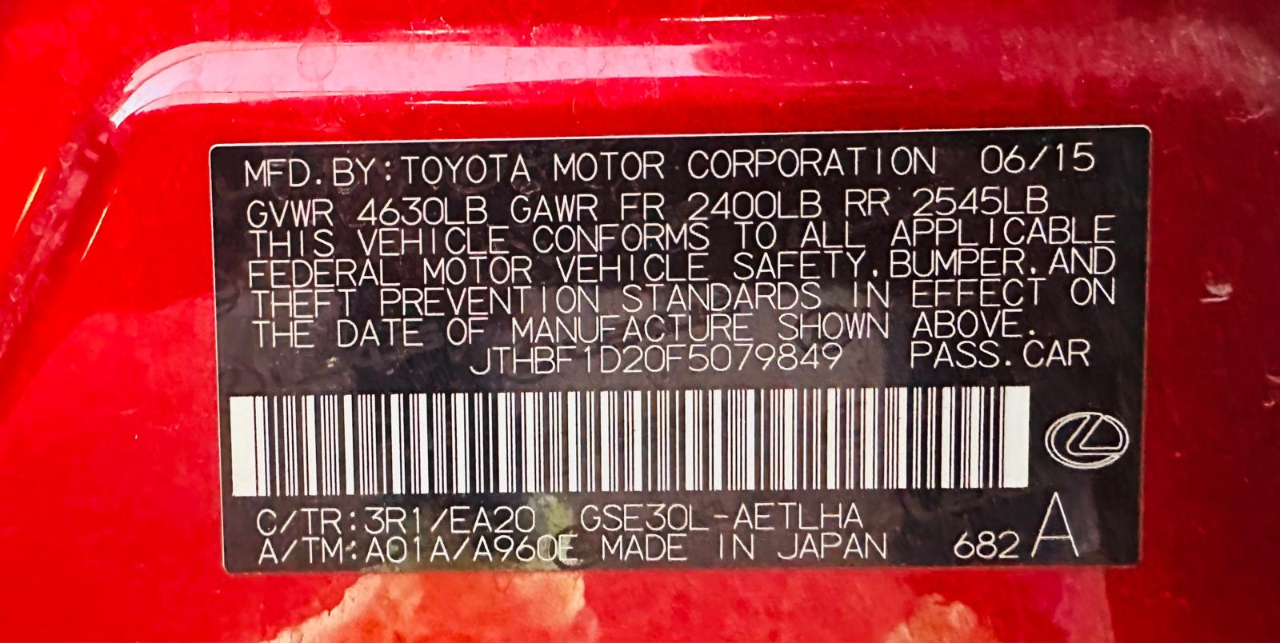 MFD.BY:TOYOTA MOTOR CORPORATION 06/15
GVWR 4630LB GAWR FR 2400LB RR 2545LB
THIS VEHICLE CONFORMS TO ALL APPLICABLE
FEDERAL MOTOR VEHICLE SAFETY,BUMPER,AND
THEFT PREVENTION STANDARDS IN EFFECT ON
THE DATE OF MANUFACTURE SHOWN ABOVE.
JTHBF1D20F5079849 PASS.CAR
C/TR:3R1/EA20 GSE30L-AETLHA
A/TM:A01A/A960E MADE IN JAPAN 682 A